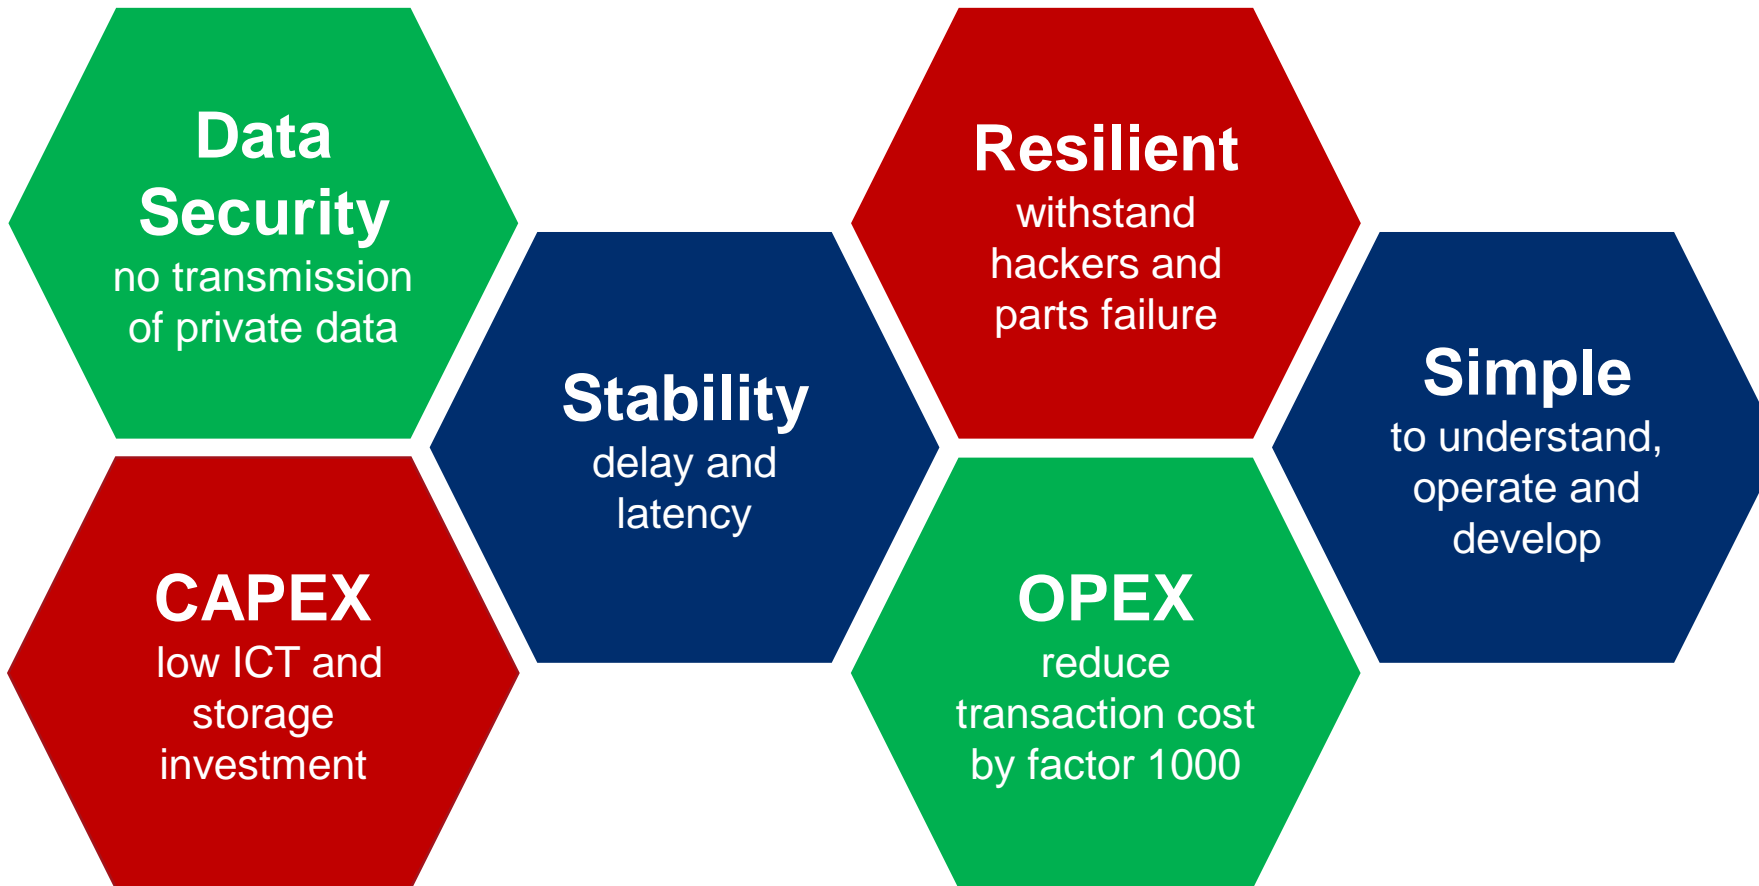 Data
Security
no transmission
of private data
CAPEX
low ICT and
storage
investment
Stability
delay and
latency
Resilient
withstand
hackers and
parts failure
OPEX
reduce
transaction cost
by factor 1000
Simple
to understand,
operate and
develop